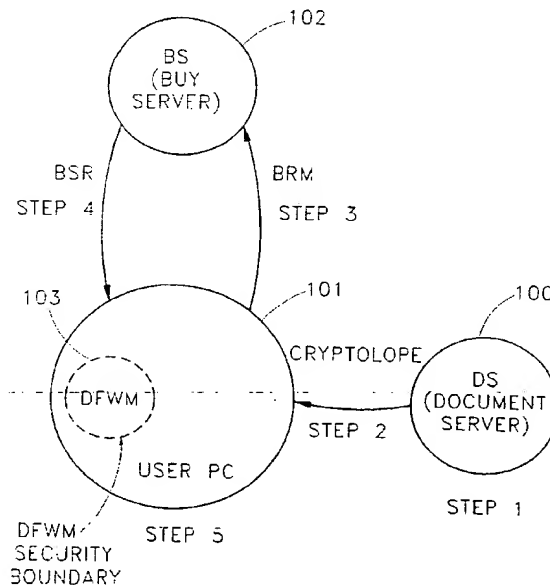 102
BS
(BUY
SERVER)
BSR
STEP 4
BRM
STEP 3
103
101
100
CRYPTOLOPE
DFWM
DS
(DOCUMENT
SERVER)
STEP 2
USER PC
STEP 1
STEP 5
DFWM
SECURITY
BOUNDARY